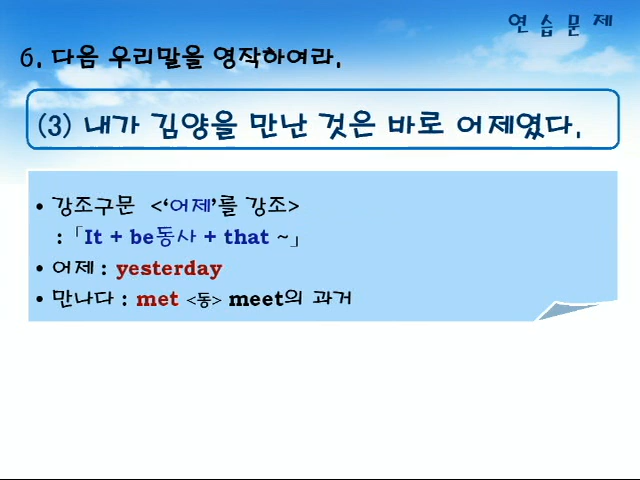 연 습 문 제
6. 다음 우리말을 영작하여라.
(3) 내가 김양을 만난 것은 바로 어제였다.
• 강조구문 <‘어제’를 강조>
:「It + be동사 + that ~」
• 어제 : yesterday
• 만나다 : met <동> meet의 과거